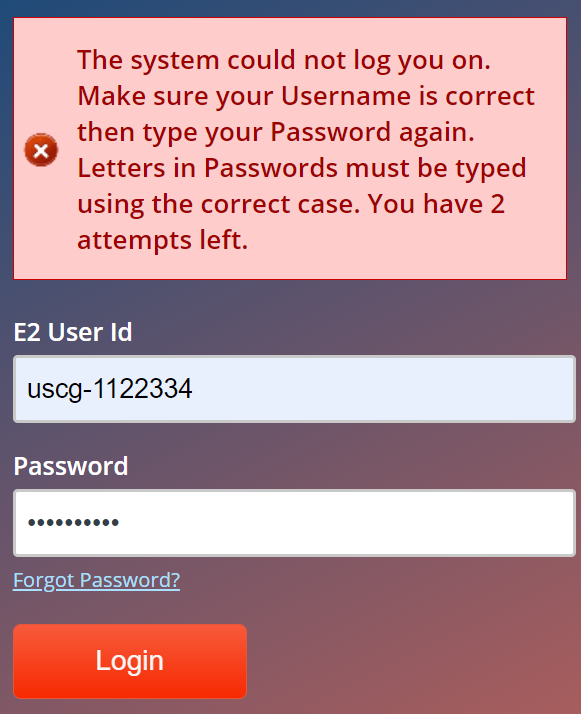 The system could not log you on.
Make sure your Username is correct
then type your Password again.
Letters in Passwords must be typed
using the correct case. You have 2
attempts left.
E2 User Id
uscg-1122334
Password
••••••••••
Forgot Password?
Login